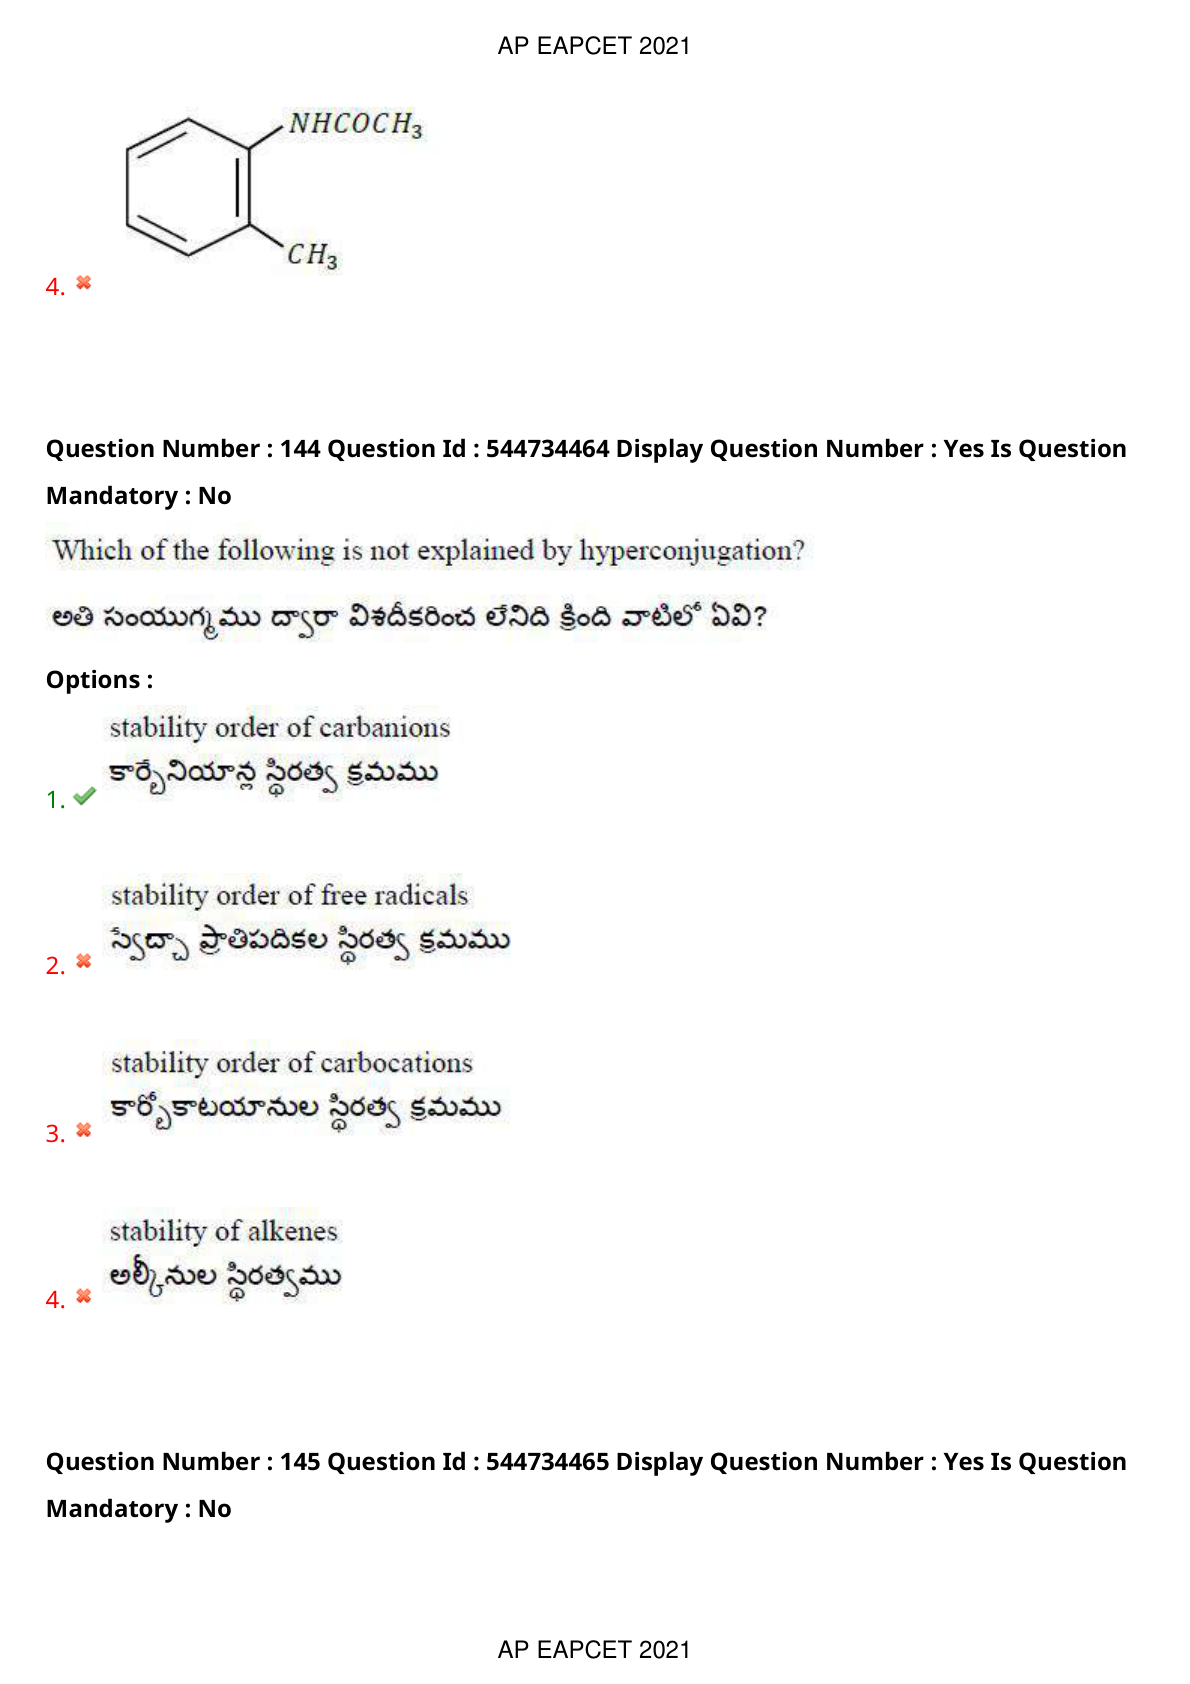 AP EAPCET 2021
NHCOCH3
CH3
4.
Question Number : 144 Question Id : 544734464 Display Question Number : Yes Is Question
Mandatory : No
Which of the following is not explained by hyperconjugation?
అతి సంయుగ్మము ద్వారా విశదీకరించ లేనిది క్రింది వాటిలో ఏవి?
Options :
stability order of carbanions
కార్బేనియాన్ల స్థిరత్వ క్రమము
1.
stability order of free radicals
స్వేచ్ఛా ప్రాతిపదికల స్థిరత్వ క్రమము
2.
stability order of carbocations
కార్బోకాటయానుల స్థిరత్వ క్రమము
3.
stability of alkenes
అల్కీనుల స్థిరత్వము
4.
Question Number : 145 Question Id : 544734465 Display Question Number : Yes Is Question
Mandatory : No
AP EAPCET 2021